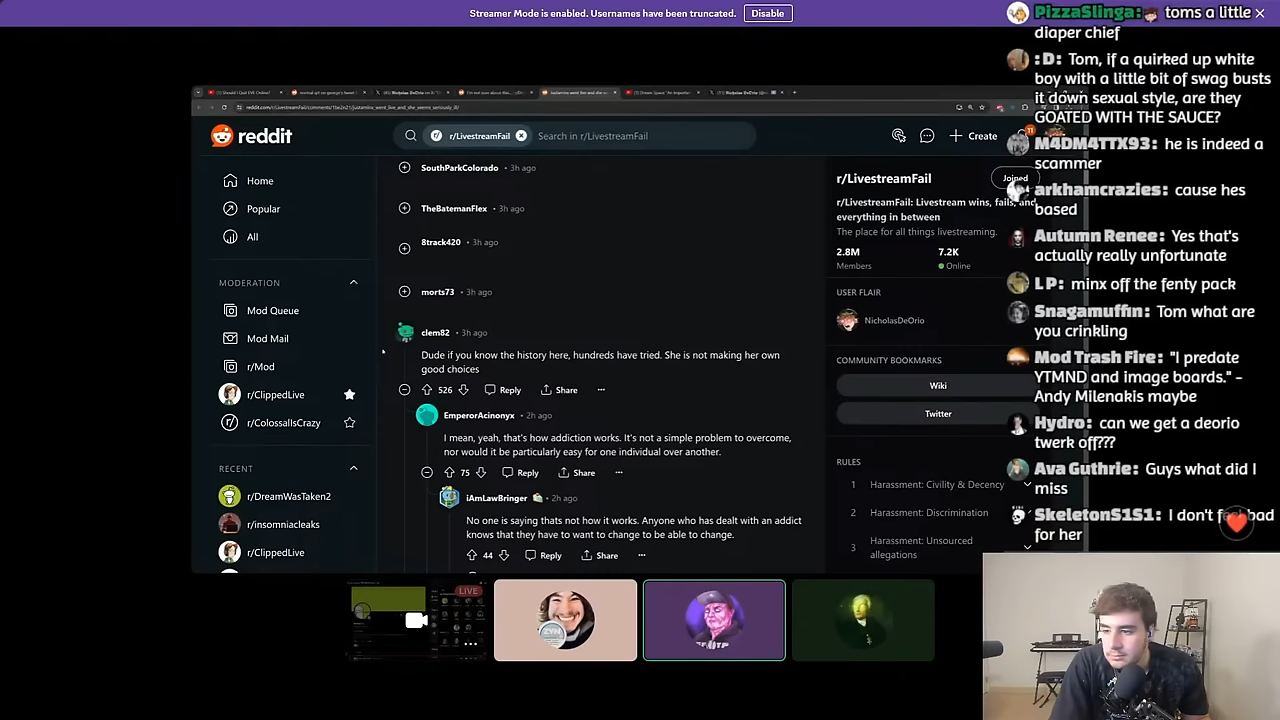 Streamer Mode is enabled. Usernames have been truncated.
Disable
reddit
r/LivestreamFail
Search in r/LivestreamFail
Create
11
Home
Popular
All
MODERATION
Mod Queue
Mod Mail
r/Mod
r/ClippedLive
r/ColossalIsCrazy
RECENT
r/DreamWasTaken2
r/insomniacleaks
r/ClippedLive
SouthParkColorado • 3h ago
TheBatemanFlex • 3h ago
8track420 • 3h ago
morts73 • 3h ago
clem82 • 3h ago
Dude if you know the history here, hundreds have tried. She is not making her own
good choices
526
Reply
Share
EmperorAcinonyx • 2h ago
I mean, yeah, that's how addiction works. It's not a simple problem to overcome,
nor would it be particularly easy for one individual over another.
75
Reply
Share
iAmLawBringer • 2h ago
No one is saying thats not how it works. Anyone who has dealt with an addict
knows that they have to want to change to be able to change.
44
Reply
Share
r/LivestreamFail
Joined
r/LivestreamFail: Livestream wins, fails, and
everything in between
The place for all things livestreaming.
2.8M
7.2K
Members
Online
USER FLAIR
NicholasDeOrio
COMMUNITY BOOKMARKS
Wiki
Twitter
RULES
1 Harassment: Civility & Decency
2 Harassment: Discrimination
3 Harassment: Unsourced
allegations
PizzaSlinga: toms a little
diaper chief
:D: Tom, if a quirked up white
boy with a little bit of swag busts
it down sexual style, are they
GOATED WITH THE SAUCE?
M4DM4TTX93: he is indeed a
scammer
arkhamcrazies: cause hes
based
Autumn Renee: Yes that's
actually really unfortunate
L P: minx off the fenty pack
Snagamuffin: Tom what are
you crinkling
Mod Trash Fire: "I predate
YTMND and image boards." -
Andy Milenakis maybe
Hydro: can we get a deorio
twerk off???
Ava Guthrie: Guys what did I
miss
SkeletonS1S1: I don't feel bad
for her
LIVE
ZYN